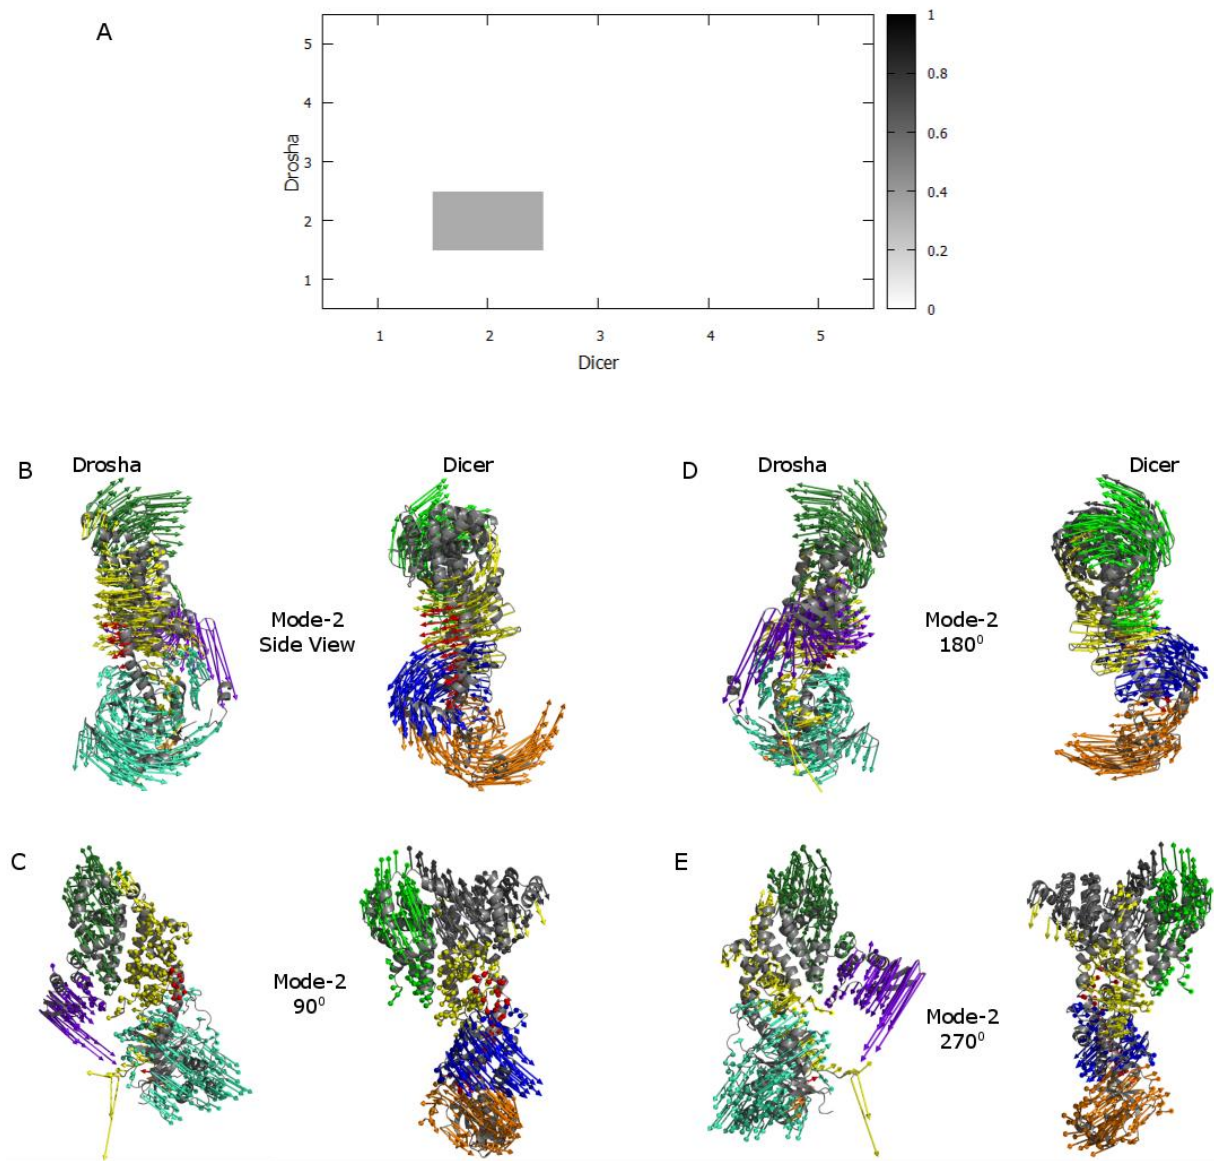 A
5
4
3
2
1
Drosha
1 2 3 4 5
Dicer
1
0.8
0.6
0.4
0.2
0
B Drosha Dicer
Mode-2
Side View
D Drosha Dicer
Mode-2
180⁰
C
Mode-2
90⁰
E
Mode-2
270⁰